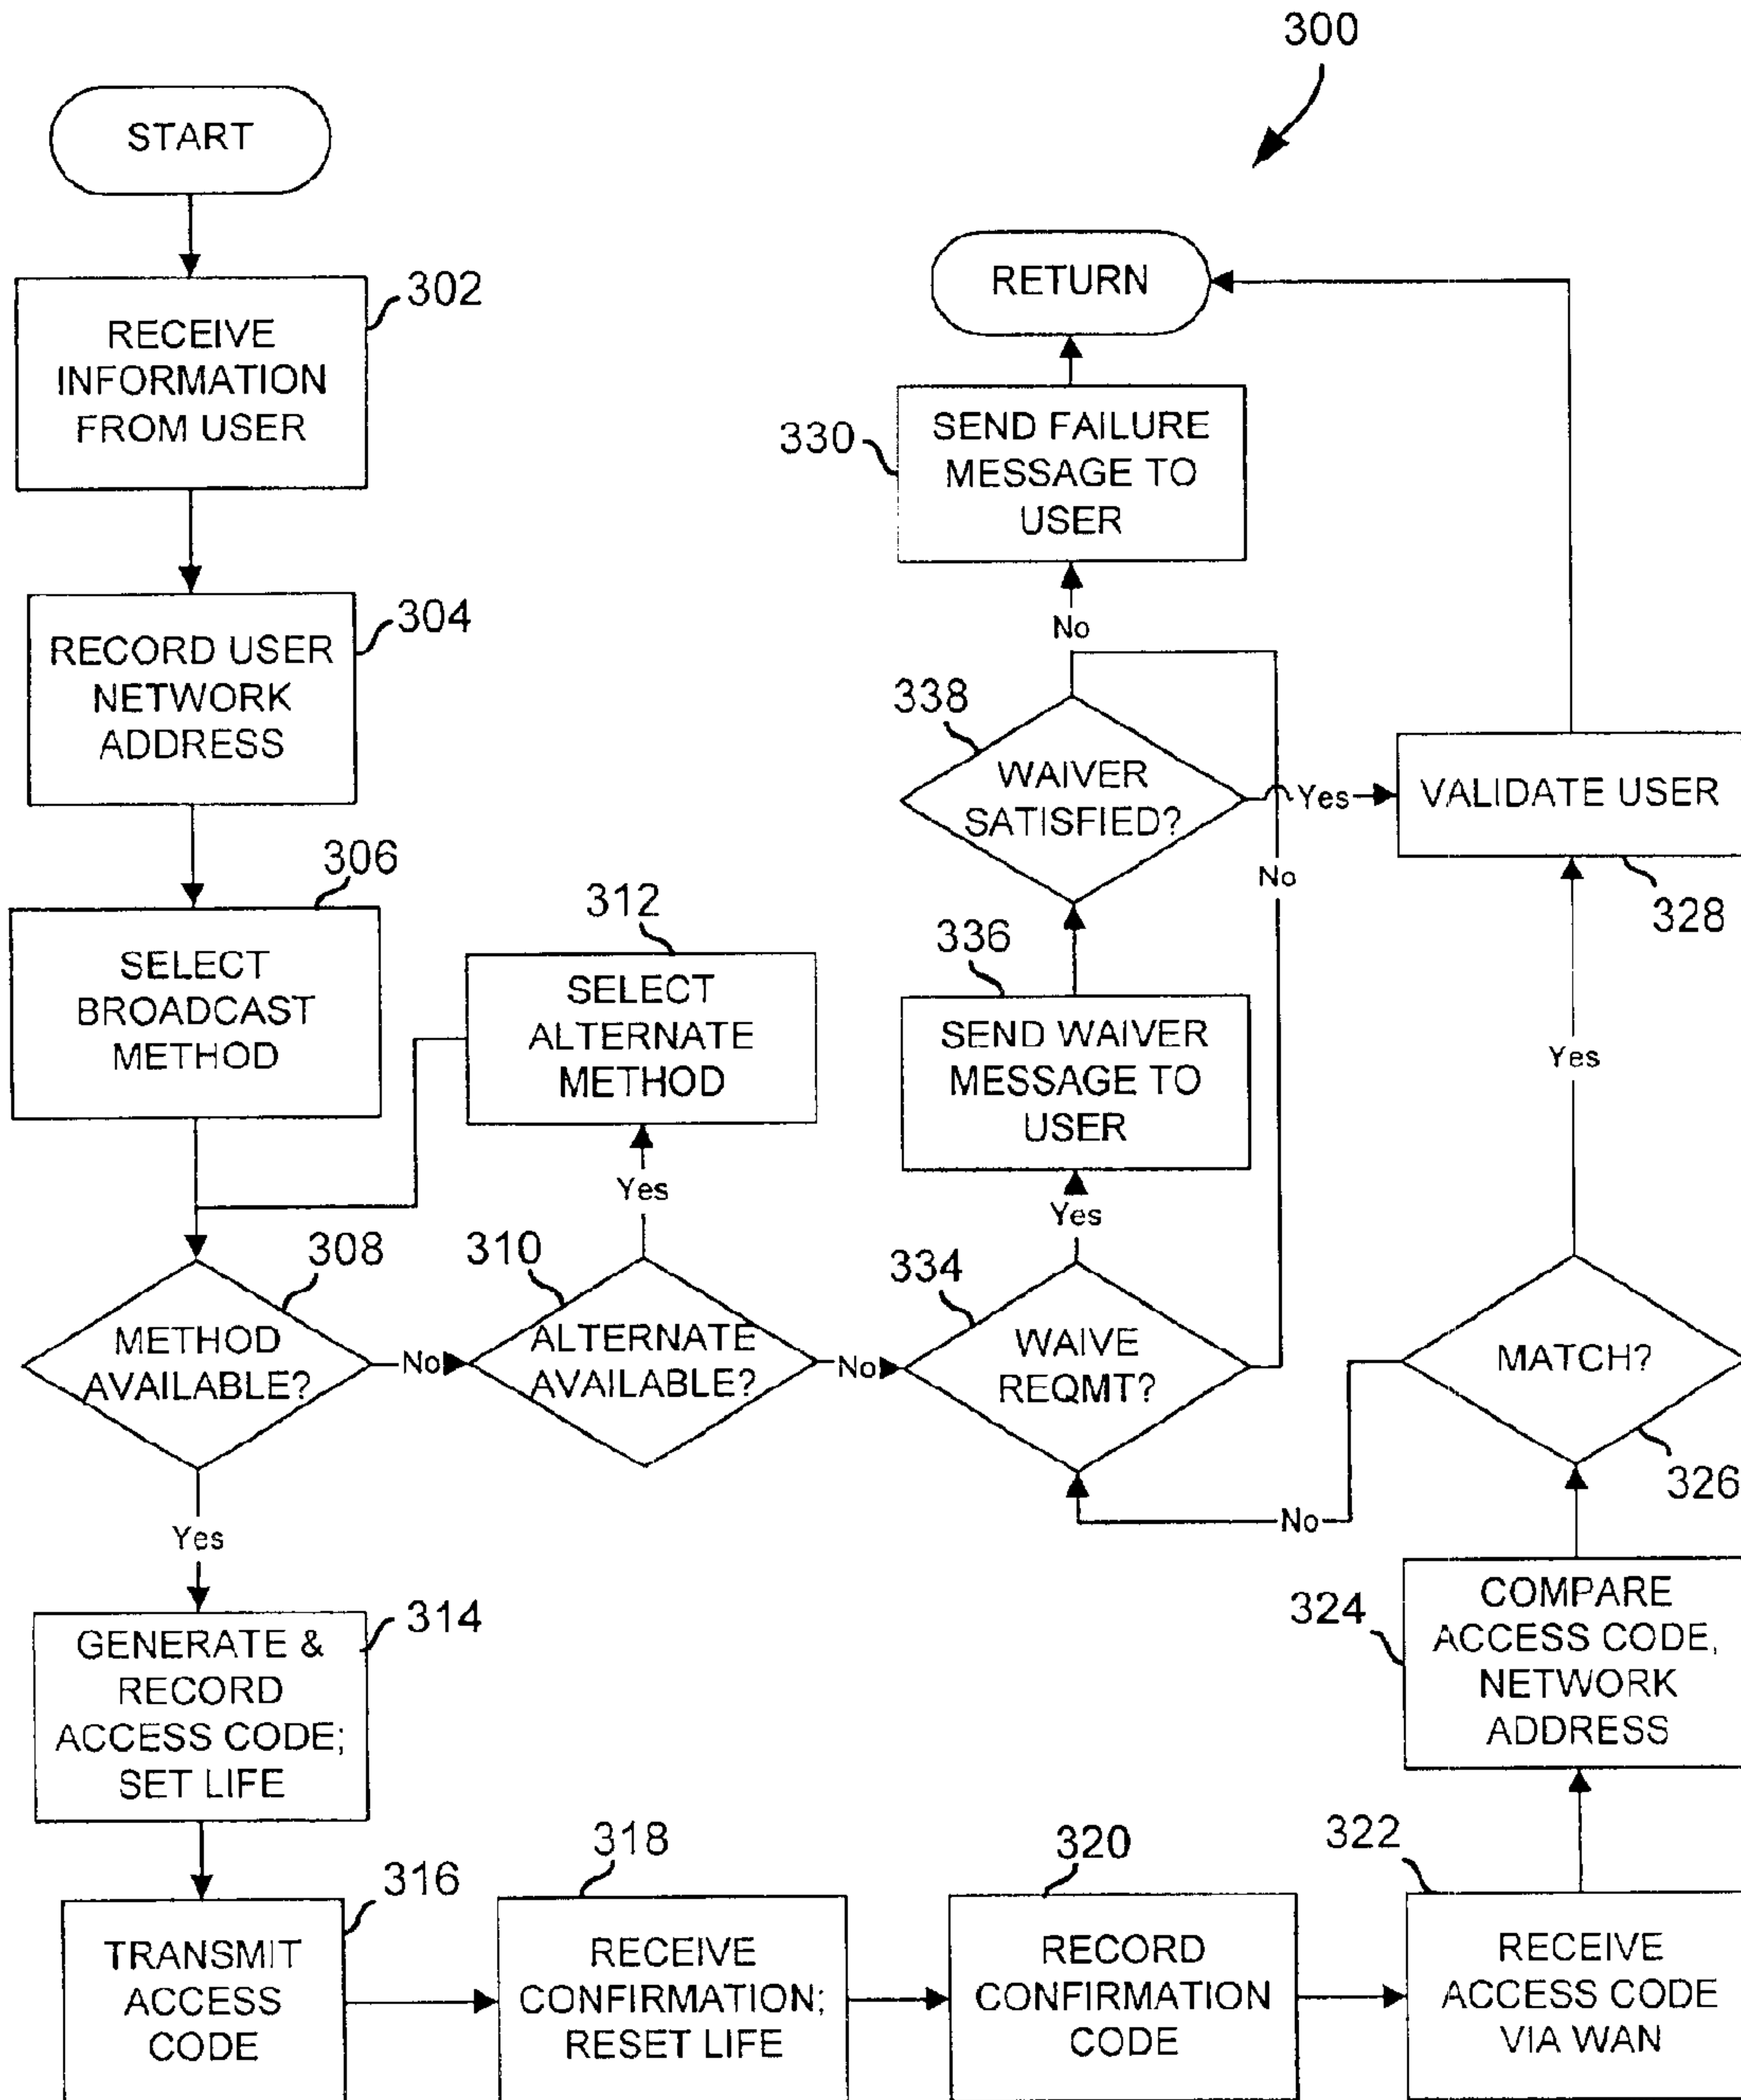 300
START
302
RECEIVE
INFORMATION
FROM USER
304
RECORD USER
NETWORK
ADDRESS
306
SELECT
BROADCAST
METHOD
312
SELECT
ALTERNATE
METHOD
Yes
308
METHOD
AVAILABLE?
No
310
ALTERNATE
AVAILABLE?
No
Yes
314
GENERATE &
RECORD
ACCESS CODE;
SET LIFE
316
TRANSMIT
ACCESS
CODE
318
RECEIVE
CONFIRMATION;
RESET LIFE
320
RECORD
CONFIRMATION
CODE
322
RECEIVE
ACCESS CODE
VIA WAN
324
COMPARE
ACCESS CODE,
NETWORK
ADDRESS
326
MATCH?
No
Yes
334
WAIVE
REQMT?
Yes
No
336
SEND WAIVER
MESSAGE TO
USER
338
WAIVER
SATISFIED?
Yes
No
328
VALIDATE USER
330
SEND FAILURE
MESSAGE TO
USER
RETURN